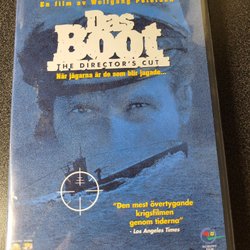 En film av Wolfgang Petersen
Das
Boot
THE DIRECTOR'S CUT
När jägarna är de som blir jagade...
"Den mest övertygande
krigsfilmen
genom tiderna"
- Los Angeles Times